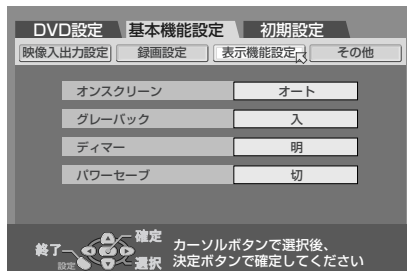 DVD設定 基本機能設定 初期設定
映像入出力設定 録画設定 表示機能設定 その他
オンスクリーン オート
グレーバック 入
ディマー 明
パワーセーブ 切
確定
終了
設定
選択
カーソルボタンで選択後、
決定ボタンで確定してください